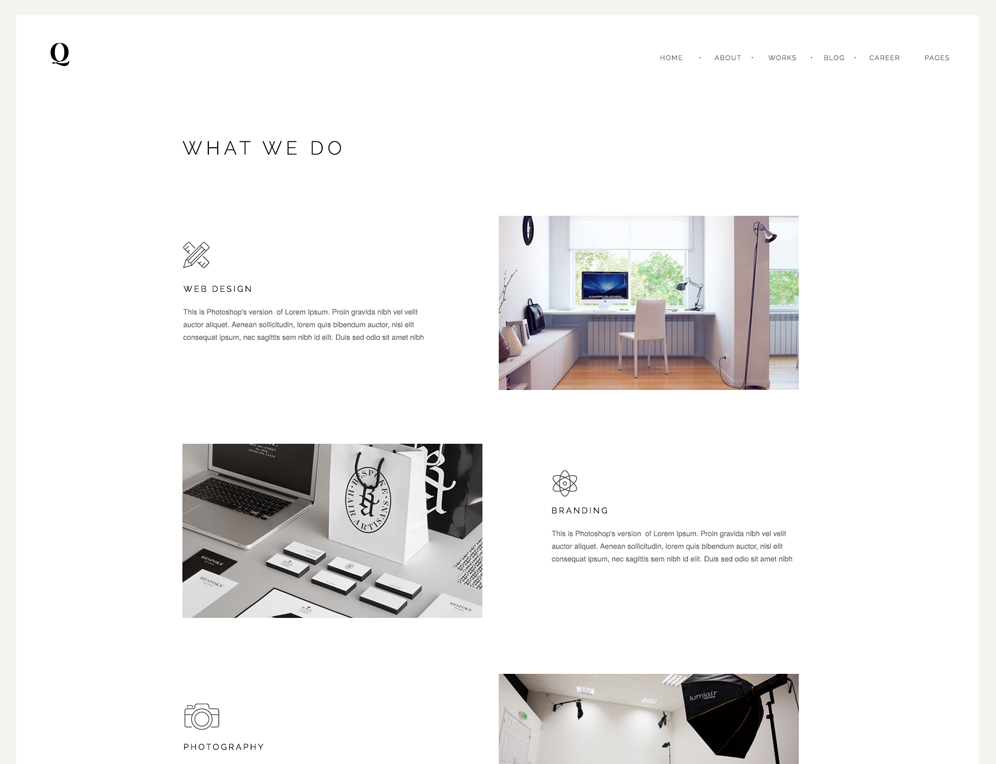 Q
HOME • ABOUT • WORKS • BLOG • CAREER PAGES
WHAT WE DO
WEB DESIGN
This is Photoshop's version of Lorem Ipsum. Proin gravida nibh vel velit
auctor aliquet. Aenean sollicitudin, lorem quis bibendum auctor, nisi elit
consequat ipsum, nec sagittis sem nibh id elit. Duis sed odio sit amet nibh
BESPOKE
HAIR ARTISANS
BESPOKE
BESPOKE
BESPOKE
BRANDING
This is Photoshop's version of Lorem Ipsum. Proin gravida nibh vel velit
auctor aliquet. Aenean sollicitudin, lorem quis bibendum auctor, nisi elit
consequat ipsum, nec sagittis sem nibh id elit. Duis sed odio sit amet nibh
PHOTOGRAPHY
lumiair